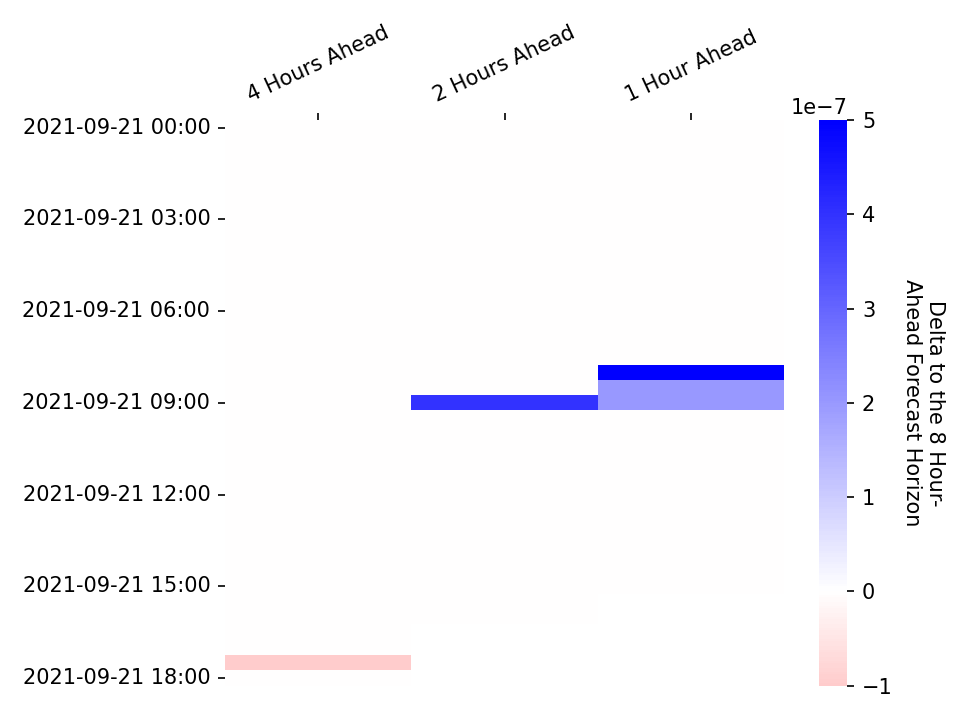 4 Hours Ahead
2 Hours Ahead
1 Hour Ahead
2021-09-21 00:00
2021-09-21 03:00
2021-09-21 06:00
2021-09-21 09:00
2021-09-21 12:00
2021-09-21 15:00
2021-09-21 18:00
1e−7
5
4
3
2
1
0
−1
Delta to the 8 Hour-
Ahead Forecast Horizon